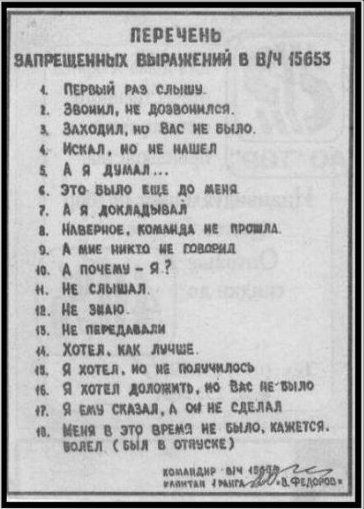 ПЕРЕЧЕНЬ
ЗАПРЕЩЕННЫХ ВЫРАЖЕНИЙ В В/Ч 15653
1. ПЕРВЫЙ РАЗ СЛЫШУ.
2. ЗВОНИЛ, НЕ ДОЗВОНИЛСЯ.
3. ЗАХОДИЛ, НО ВАС НЕ БЫЛО.
4. ИСКАЛ, НО НЕ НАШЕЛ
5. А Я ДУМАЛ...
6. ЭТО БЫЛО ЕЩЕ ДО МЕНЯ
7. А Я ДОКЛАДЫВАЛ
8. НАВЕРНОЕ, КОМАНДА НЕ ПРОШЛА.
9. А МНЕ НИКТО НЕ ГОВОРИЛ
10. А ПОЧЕМУ - Я?
11. НЕ СЛЫШАЛ.
12. НЕ ЗНАЮ.
13. НЕ ПЕРЕДАВАЛИ
14. ХОТЕЛ, КАК ЛУЧШЕ.
15. Я ХОТЕЛ, НО НЕ ПОЛУЧИЛОСЬ
16. Я ХОТЕЛ ДОЛОЖИТЬ, НО ВАС НЕ БЫЛО
17. Я ЕМУ СКАЗАЛ, А ОН НЕ СДЕЛАЛ
18. МЕНЯ В ЭТО ВРЕМЯ НЕ БЫЛО, КАЖЕТСЯ.
БОЛЕЛ (БЫЛ В ОТПУСКЕ)
КОМАНДИР В/Ч
КАПИТАН 1 РАНГА В. ФЕДОРОВ